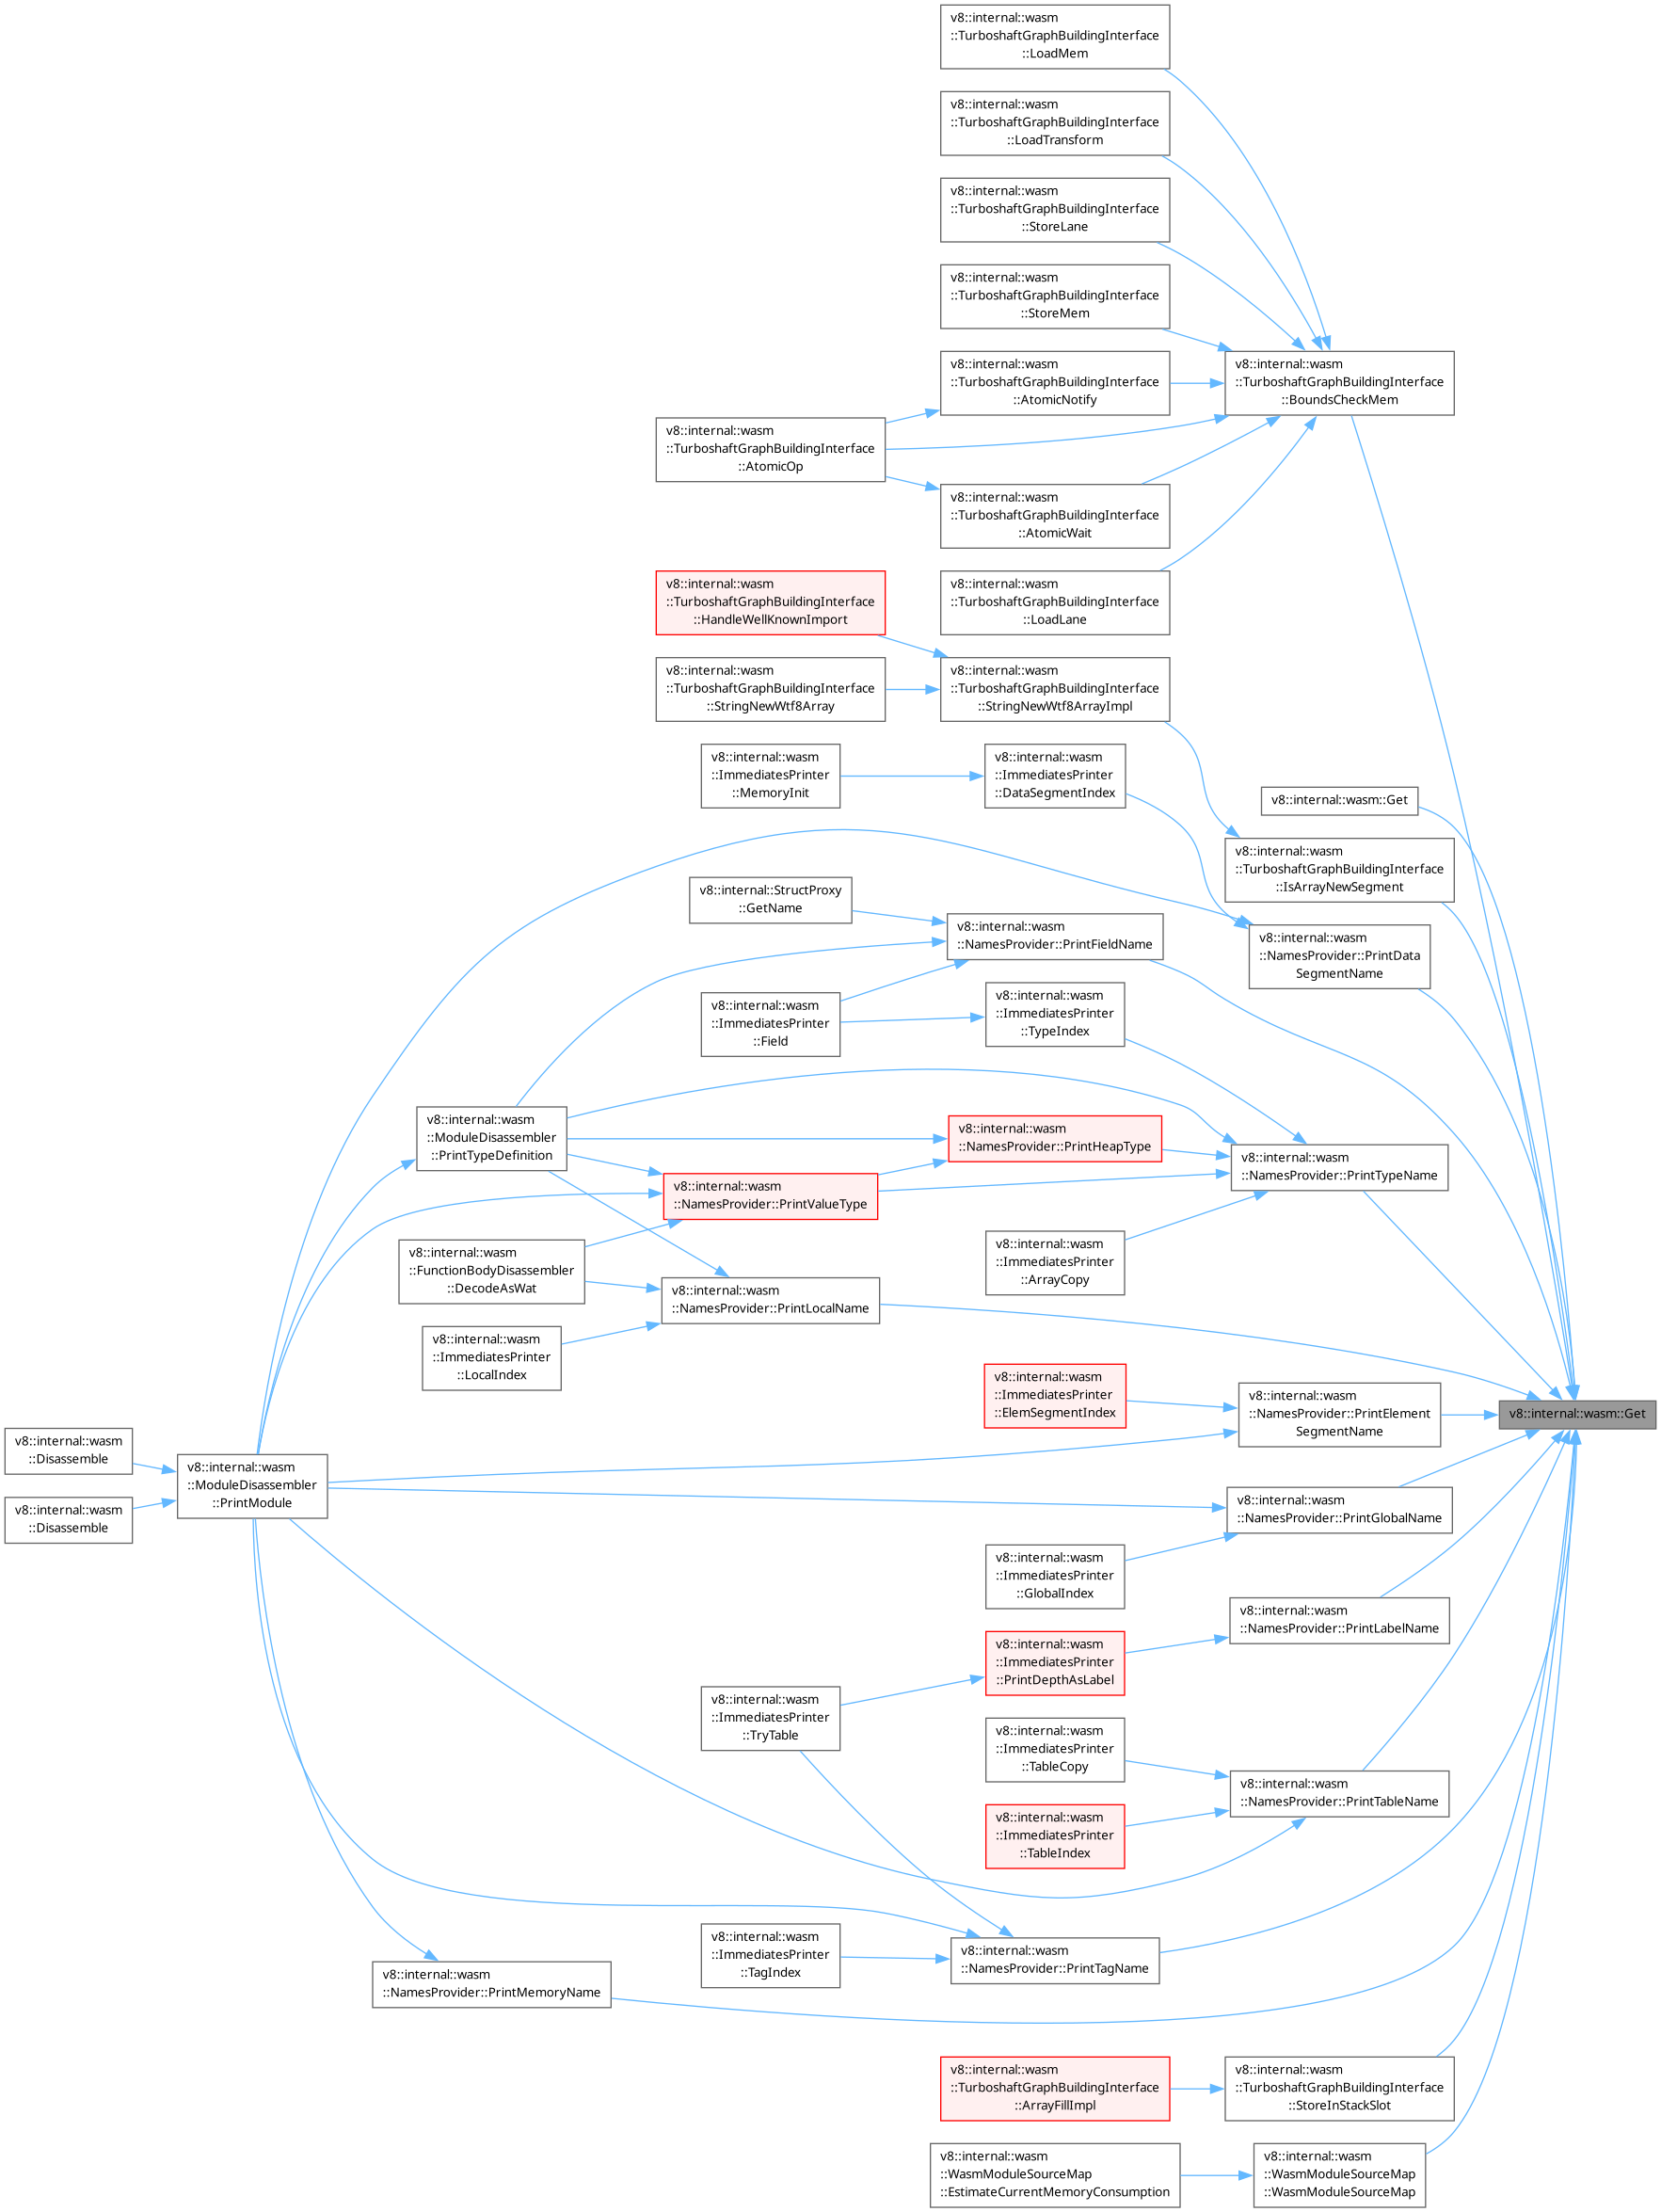 v8::internal::wasm
::TurboshaftGraphBuildingInterface
::LoadMem
v8::internal::wasm
::TurboshaftGraphBuildingInterface
::LoadTransform
v8::internal::wasm
::TurboshaftGraphBuildingInterface
::StoreLane
v8::internal::wasm
::TurboshaftGraphBuildingInterface
::StoreMem
v8::internal::wasm
::TurboshaftGraphBuildingInterface
::AtomicNotify
v8::internal::wasm
::TurboshaftGraphBuildingInterface
::BoundsCheckMem
v8::internal::wasm
::TurboshaftGraphBuildingInterface
::AtomicOp
v8::internal::wasm
::TurboshaftGraphBuildingInterface
::AtomicWait
v8::internal::wasm
::TurboshaftGraphBuildingInterface
::HandleWellKnownImport
v8::internal::wasm
::TurboshaftGraphBuildingInterface
::LoadLane
v8::internal::wasm
::TurboshaftGraphBuildingInterface
::StringNewWtf8Array
v8::internal::wasm
::TurboshaftGraphBuildingInterface
::StringNewWtf8ArrayImpl
v8::internal::wasm
::ImmediatesPrinter
::MemoryInit
v8::internal::wasm
::ImmediatesPrinter
::DataSegmentIndex
v8::internal::wasm::Get
v8::internal::wasm
::TurboshaftGraphBuildingInterface
::IsArrayNewSegment
v8::internal::StructProxy
::GetName
v8::internal::wasm
::NamesProvider::PrintFieldName
v8::internal::wasm
::NamesProvider::PrintData
SegmentName
v8::internal::wasm
::ImmediatesPrinter
::Field
v8::internal::wasm
::ImmediatesPrinter
::TypeIndex
v8::internal::wasm
::ModuleDisassembler
::PrintTypeDefinition
v8::internal::wasm
::NamesProvider::PrintHeapType
v8::internal::wasm
::NamesProvider::PrintTypeName
v8::internal::wasm
::NamesProvider::PrintValueType
v8::internal::wasm
::FunctionBodyDisassembler
::DecodeAsWat
v8::internal::wasm
::ImmediatesPrinter
::ArrayCopy
v8::internal::wasm
::NamesProvider::PrintLocalName
v8::internal::wasm
::ImmediatesPrinter
::LocalIndex
v8::internal::wasm
::ImmediatesPrinter
::ElemSegmentIndex
v8::internal::wasm
::NamesProvider::PrintElement
SegmentName
v8::internal::wasm::Get
v8::internal::wasm
::Disassemble
v8::internal::wasm
::ModuleDisassembler
::PrintModule
v8::internal::wasm
::Disassemble
v8::internal::wasm
::NamesProvider::PrintGlobalName
v8::internal::wasm
::ImmediatesPrinter
::GlobalIndex
v8::internal::wasm
::NamesProvider::PrintLabelName
v8::internal::wasm
::ImmediatesPrinter
::PrintDepthAsLabel
v8::internal::wasm
::ImmediatesPrinter
::TryTable
v8::internal::wasm
::ImmediatesPrinter
::TableCopy
v8::internal::wasm
::NamesProvider::PrintTableName
v8::internal::wasm
::ImmediatesPrinter
::TableIndex
v8::internal::wasm
::ImmediatesPrinter
::TagIndex
v8::internal::wasm
::NamesProvider::PrintTagName
v8::internal::wasm
::NamesProvider::PrintMemoryName
v8::internal::wasm
::TurboshaftGraphBuildingInterface
::ArrayFillImpl
v8::internal::wasm
::TurboshaftGraphBuildingInterface
::StoreInStackSlot
v8::internal::wasm
::WasmModuleSourceMap
::EstimateCurrentMemoryConsumption
v8::internal::wasm
::WasmModuleSourceMap
::WasmModuleSourceMap